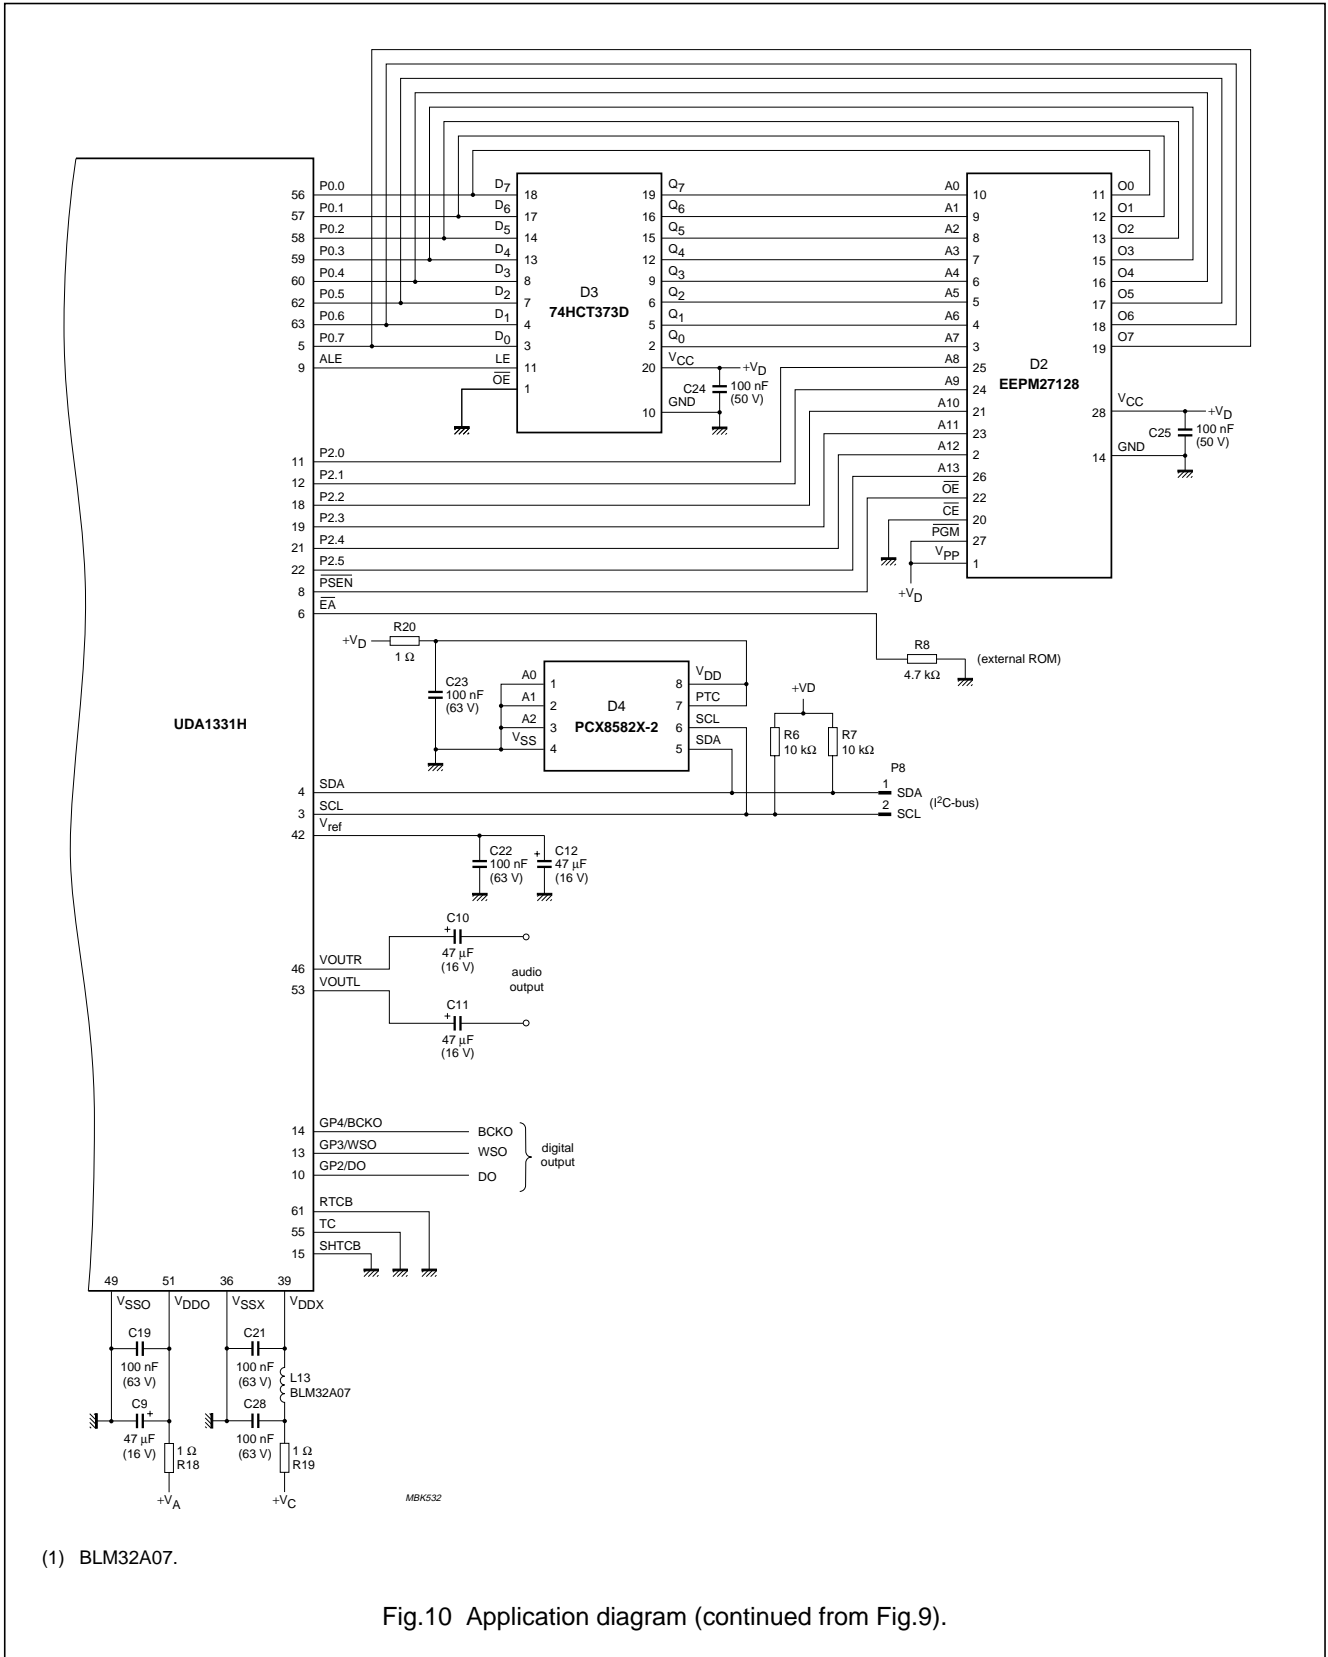 56 P0.0 D7 18 19 Q7 A0 10 11 O0
57 P0.1 D6 17 16 Q6 A1 9 12 O1
58 P0.2 D5 14 15 Q5 A2 8 13 O2
59 P0.3 D4 13 12 Q4 A3 7 15 O3
60 P0.4 D3 8 9 Q3 A4 6 16 O4
62 P0.5 D2 7 6 Q2 A5 5 17 O5
63 P0.6 D1 4 5 Q1 A6 4 18 O6
5 P0.7 D0 3 2 Q0 A7 3 19 O7
D3
74HCT373D
9 ALE LE 11 20 VCC +VD A8 25
OE 1 A9 24
C24 100 nF (50 V)
10 GND A10 21
A11 23
A12 2
A13 26
OE 22
CE 20
PGM 27
VPP 1
+VD
D2
EEPM27128
28 VCC +VD
C25 100 nF (50 V)
14 GND
11 P2.0
12 P2.1
18 P2.2
19 P2.3
21 P2.4
22 P2.5
8 PSEN
6 EA
R8
4.7 kΩ
(external ROM)
+VD R20
1 Ω
C23
100 nF
(63 V)
A0 1 8 VDD
A1 2 7 PTC
A2 3 6 SCL
VSS 4 5 SDA
D4
PCX8582X-2
+VD
R6
10 kΩ
R7
10 kΩ
P8
UDA1331H
4 SDA 1 SDA
3 SCL 2 SCL
(I2C-bus)
42 Vref
C22
100 nF
(63 V)
+ C12
47 µF
(16 V)
C10
+
47 µF
(16 V)
46 VOUTR
53 VOUTL
audio
output
C11
+
47 µF
(16 V)
14 GP4/BCKO BCKO
13 GP3/WSO WSO
10 GP2/DO DO
digital
output
61 RTCB
55 TC
15 SHTCB
49 51 36 39
VSSO VDDO VSSX VDDX
C19
100 nF
(63 V)
C21
100 nF
(63 V)
L13
BLM32A07
C9
+
47 µF
(16 V)
C28
100 nF
(63 V)
1 Ω
R18
1 Ω
R19
+VA +VC
MBK532
(1) BLM32A07.
Fig.10 Application diagram (continued from Fig.9).